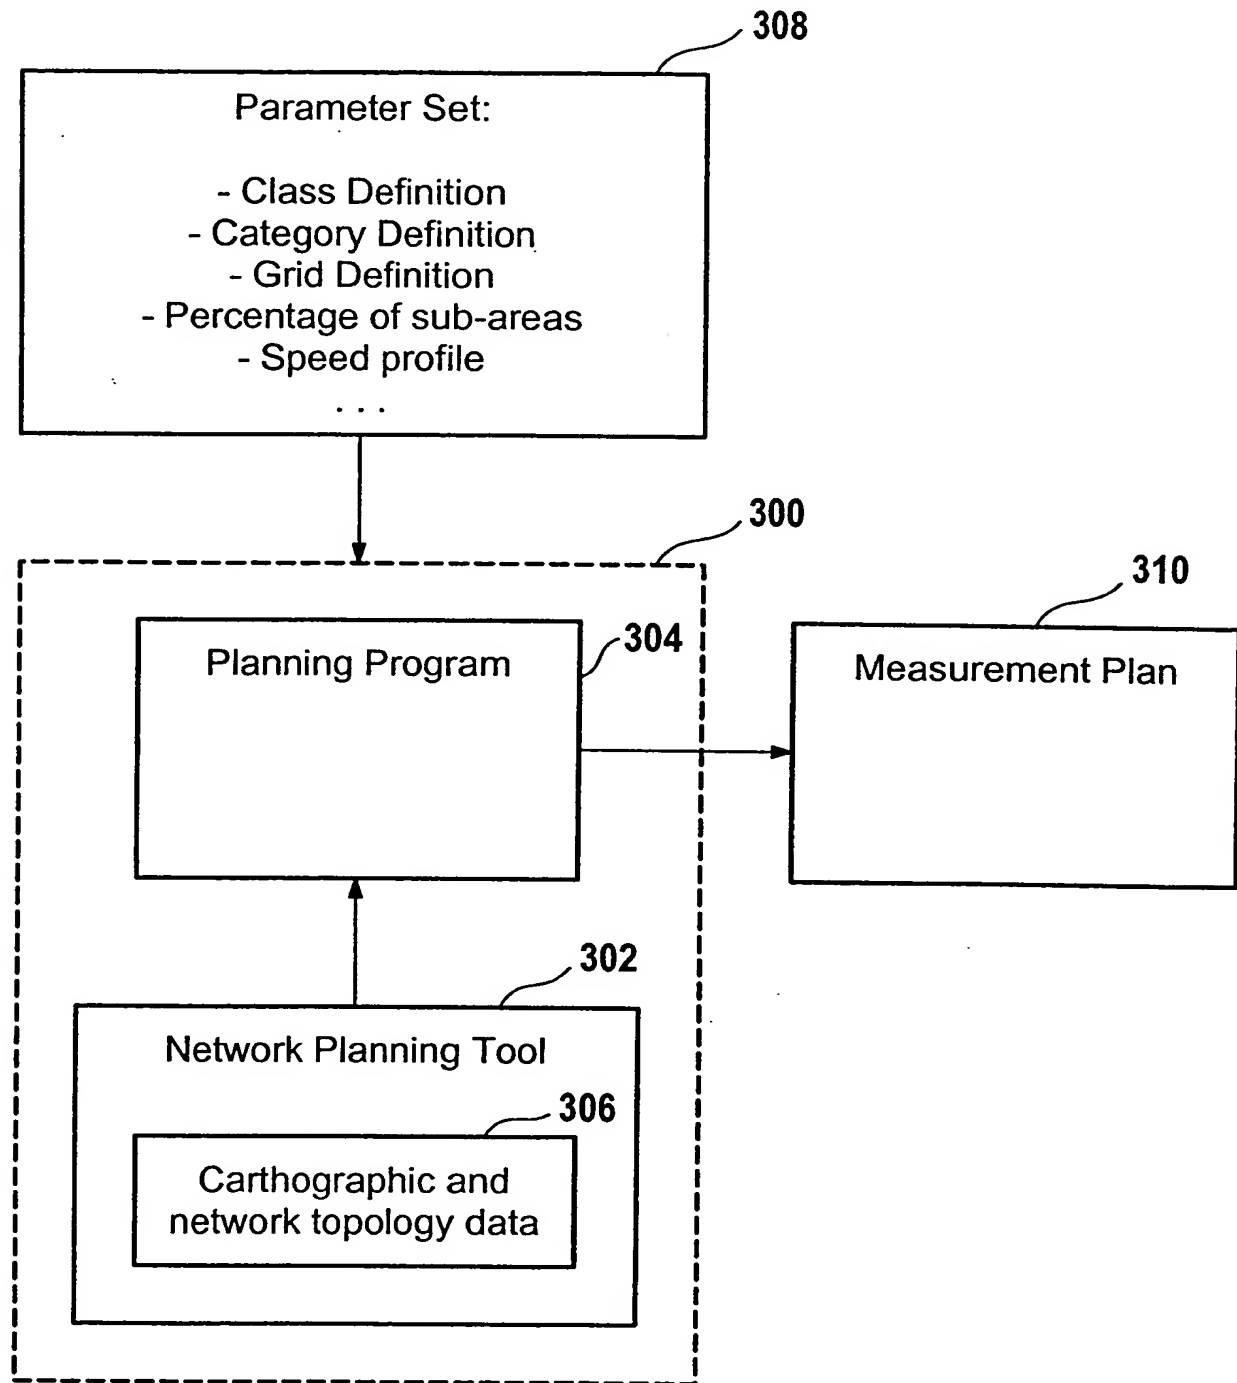 308
Parameter Set:
- Class Definition
- Category Definition
- Grid Definition
- Percentage of sub-areas
- Speed profile
. . .
300
310
304
Planning Program
Measurement Plan
302
Network Planning Tool
306
Carthographic and
network topology data